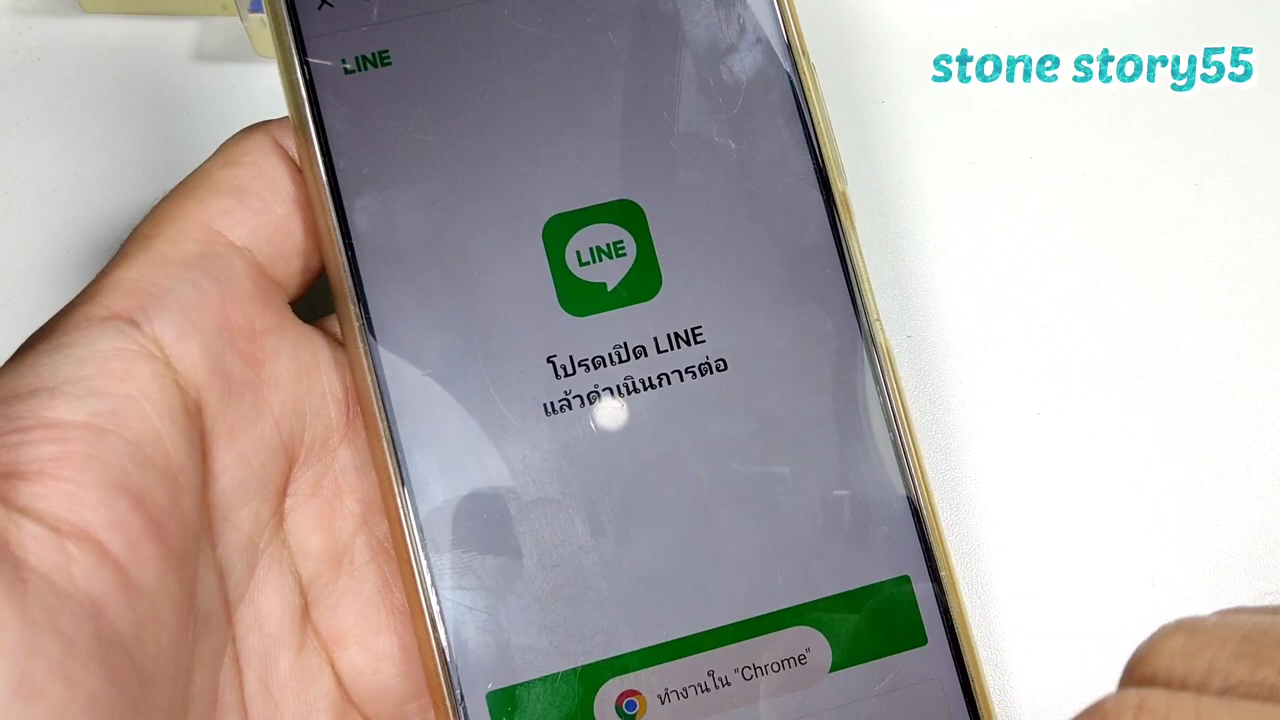 stone story55
LINE
LINE
โปรดเปิด LINE
แล้วดำเนินการต่อ
ทำงานใน "Chrome"